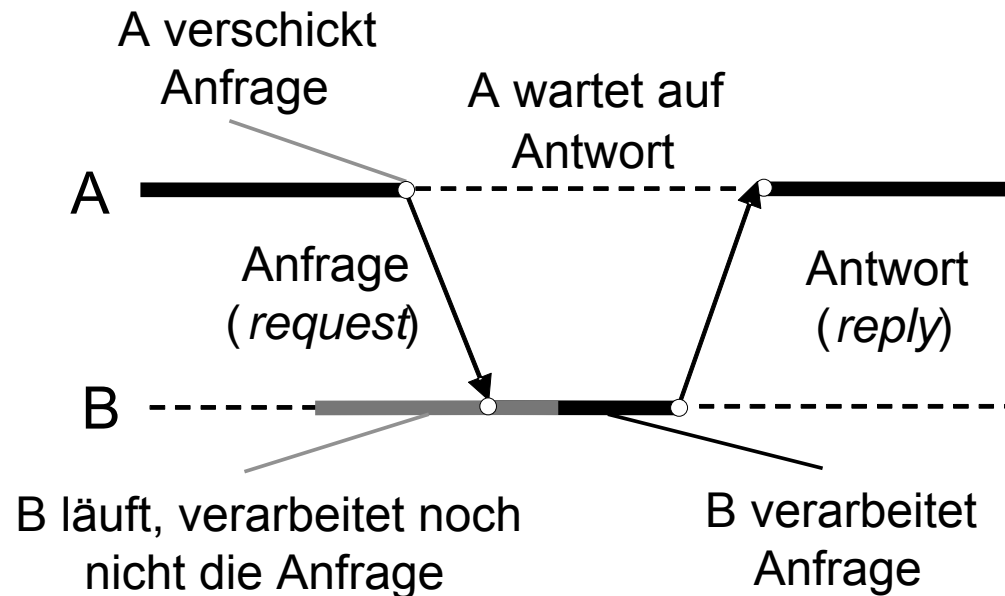 A verschickt
Anfrage
A wartet auf
Antwort
A
Anfrage
(request)
Antwort
(reply)
B
B läuft, verarbeitet noch
nicht die Anfrage
B verarbeitet
Anfrage